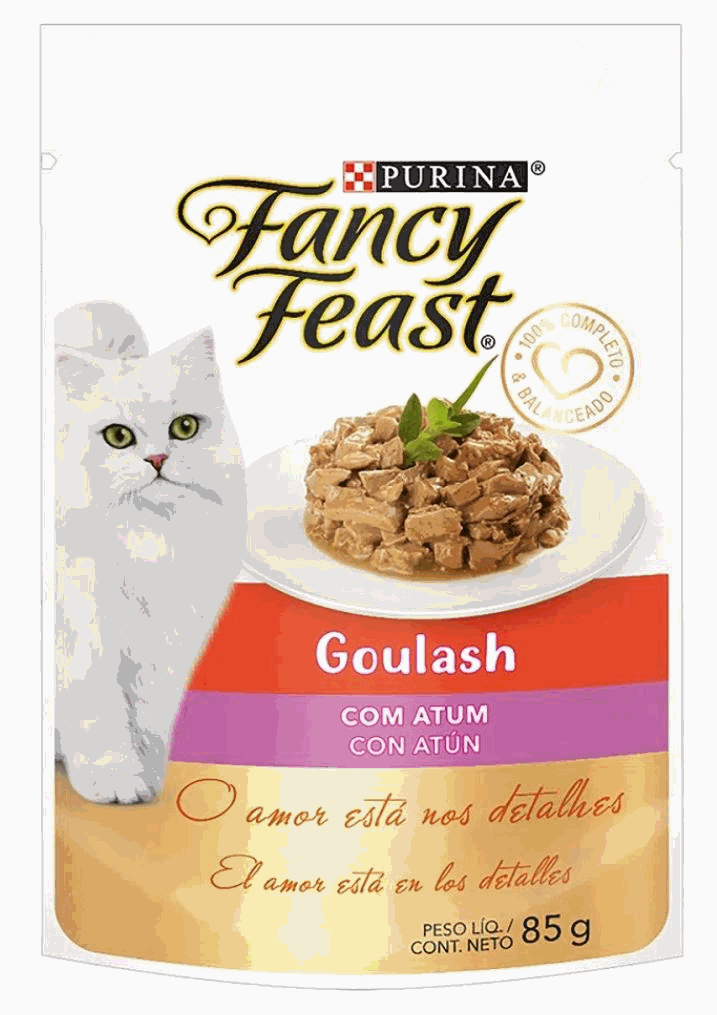 PURINA®
Fancy
Feast®
100% COMPLETO
& BALANCEADO
Goulash
COM ATUM
CON ATÚN
O amor está nos detalhes
El amor está en los detalles
PESO LÍQ. / 85 g
CONT. NETO